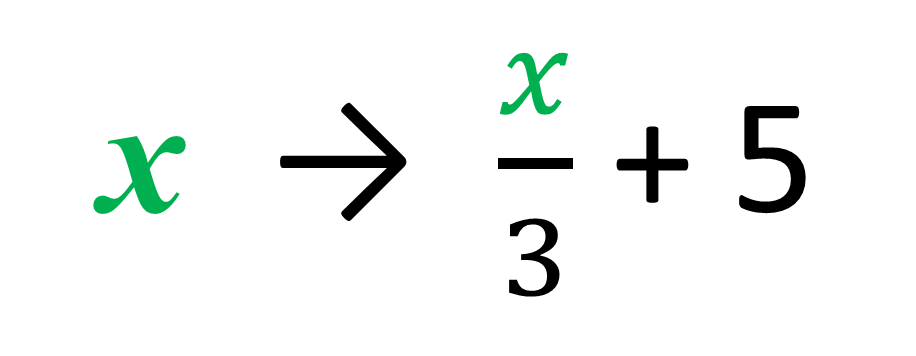 x → x/3 + 5